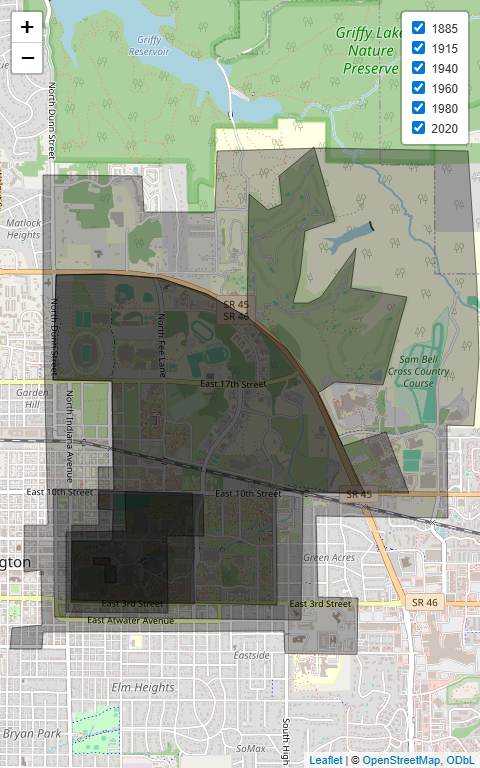 +
−
1885
1915
1940
1960
1980
2020
Griffy
Reservoir
Griffy Lake
Nature
Preserve
North Dunn Street
Matlock
Heights
SR 45
SR 46
North Dunn Street
North Fee Lane
Sam Bell
Cross Country
Course
East 17th Street
Garden
Hill
North Indiana Avenue
East 10th Street
East 10th Street
SR 45
Green Acres
gton
East 3rd Street
East 3rd Street
SR 46
East Atwater Avenue
Eastside
Elm Heights
South High
Bryan Park
SoMax
Leaflet | © OpenStreetMap, ODbL